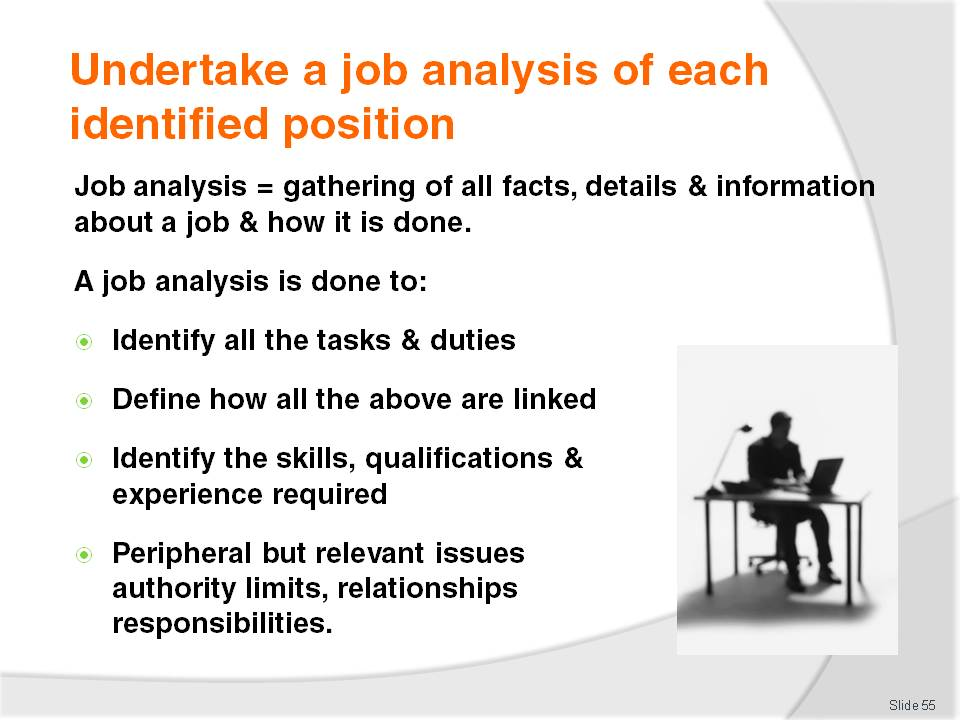 Undertake a job analysis of each
identified position
Job analysis = gathering of all facts, details & information
about a job & how it is done.
A job analysis is done to:
Identify all the tasks & duties
Define how all the above are linked
Identify the skills, qualifications &
experience required
Peripheral but relevant issues
authority limits, relationships
responsibilities.
Slide 55